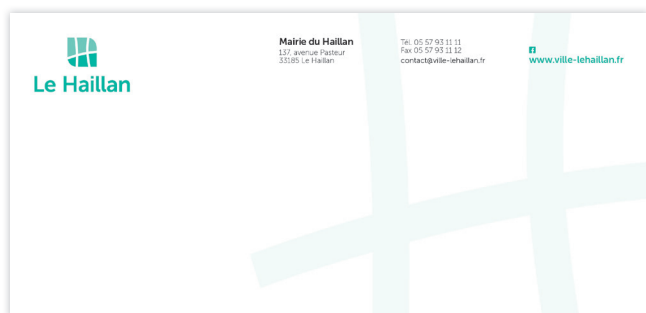 Le Haillan
Mairie du Haillan
137, avenue Pasteur
33185 Le Haillan
Tél. 05 57 93 11 11
Fax 05 57 93 11 12
contact@ville-lehaillan.fr
www.ville-lehaillan.fr